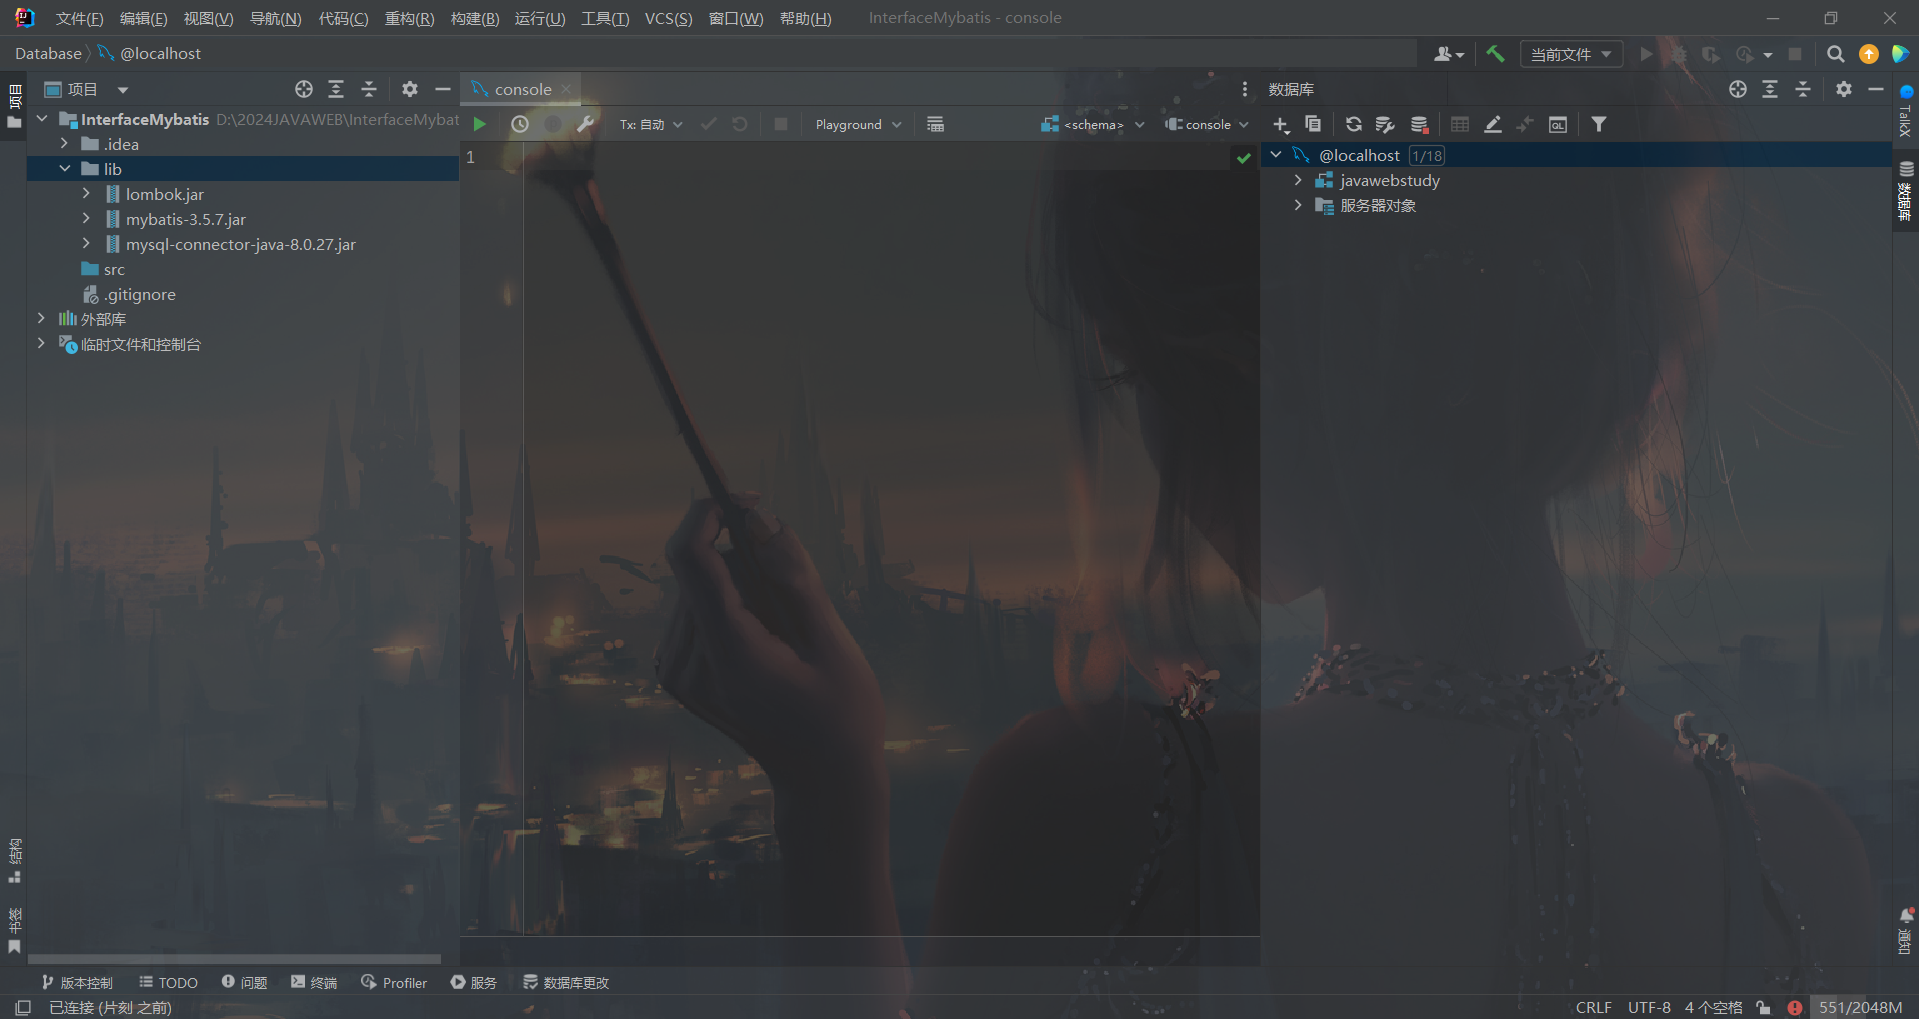 文件(F) 编辑(E) 视图(V) 导航(N) 代码(C) 重构(R) 构建(B) 运行(U) 工具(T) VCS(S) 窗口(W) 帮助(H) InterfaceMybatis - console
Database @localhost 当前文件
项目
项目
console
数据库
InterfaceMybatis D:\2024JAVAWEB\InterfaceMybat
Tx: 自动 Playground <schema> console
.idea
1
@localhost 1/18
lib
javawebstudy
lombok.jar
服务器对象
mybatis-3.5.7.jar
mysql-connector-java-8.0.27.jar
src
.gitignore
外部库
临时文件和控制台
TalkX
数据库
结构
书签
通知
版本控制 TODO 问题 终端 Profiler 服务 数据库更改
已连接 (片刻 之前) CRLF UTF-8 4 个空格 551/2048M